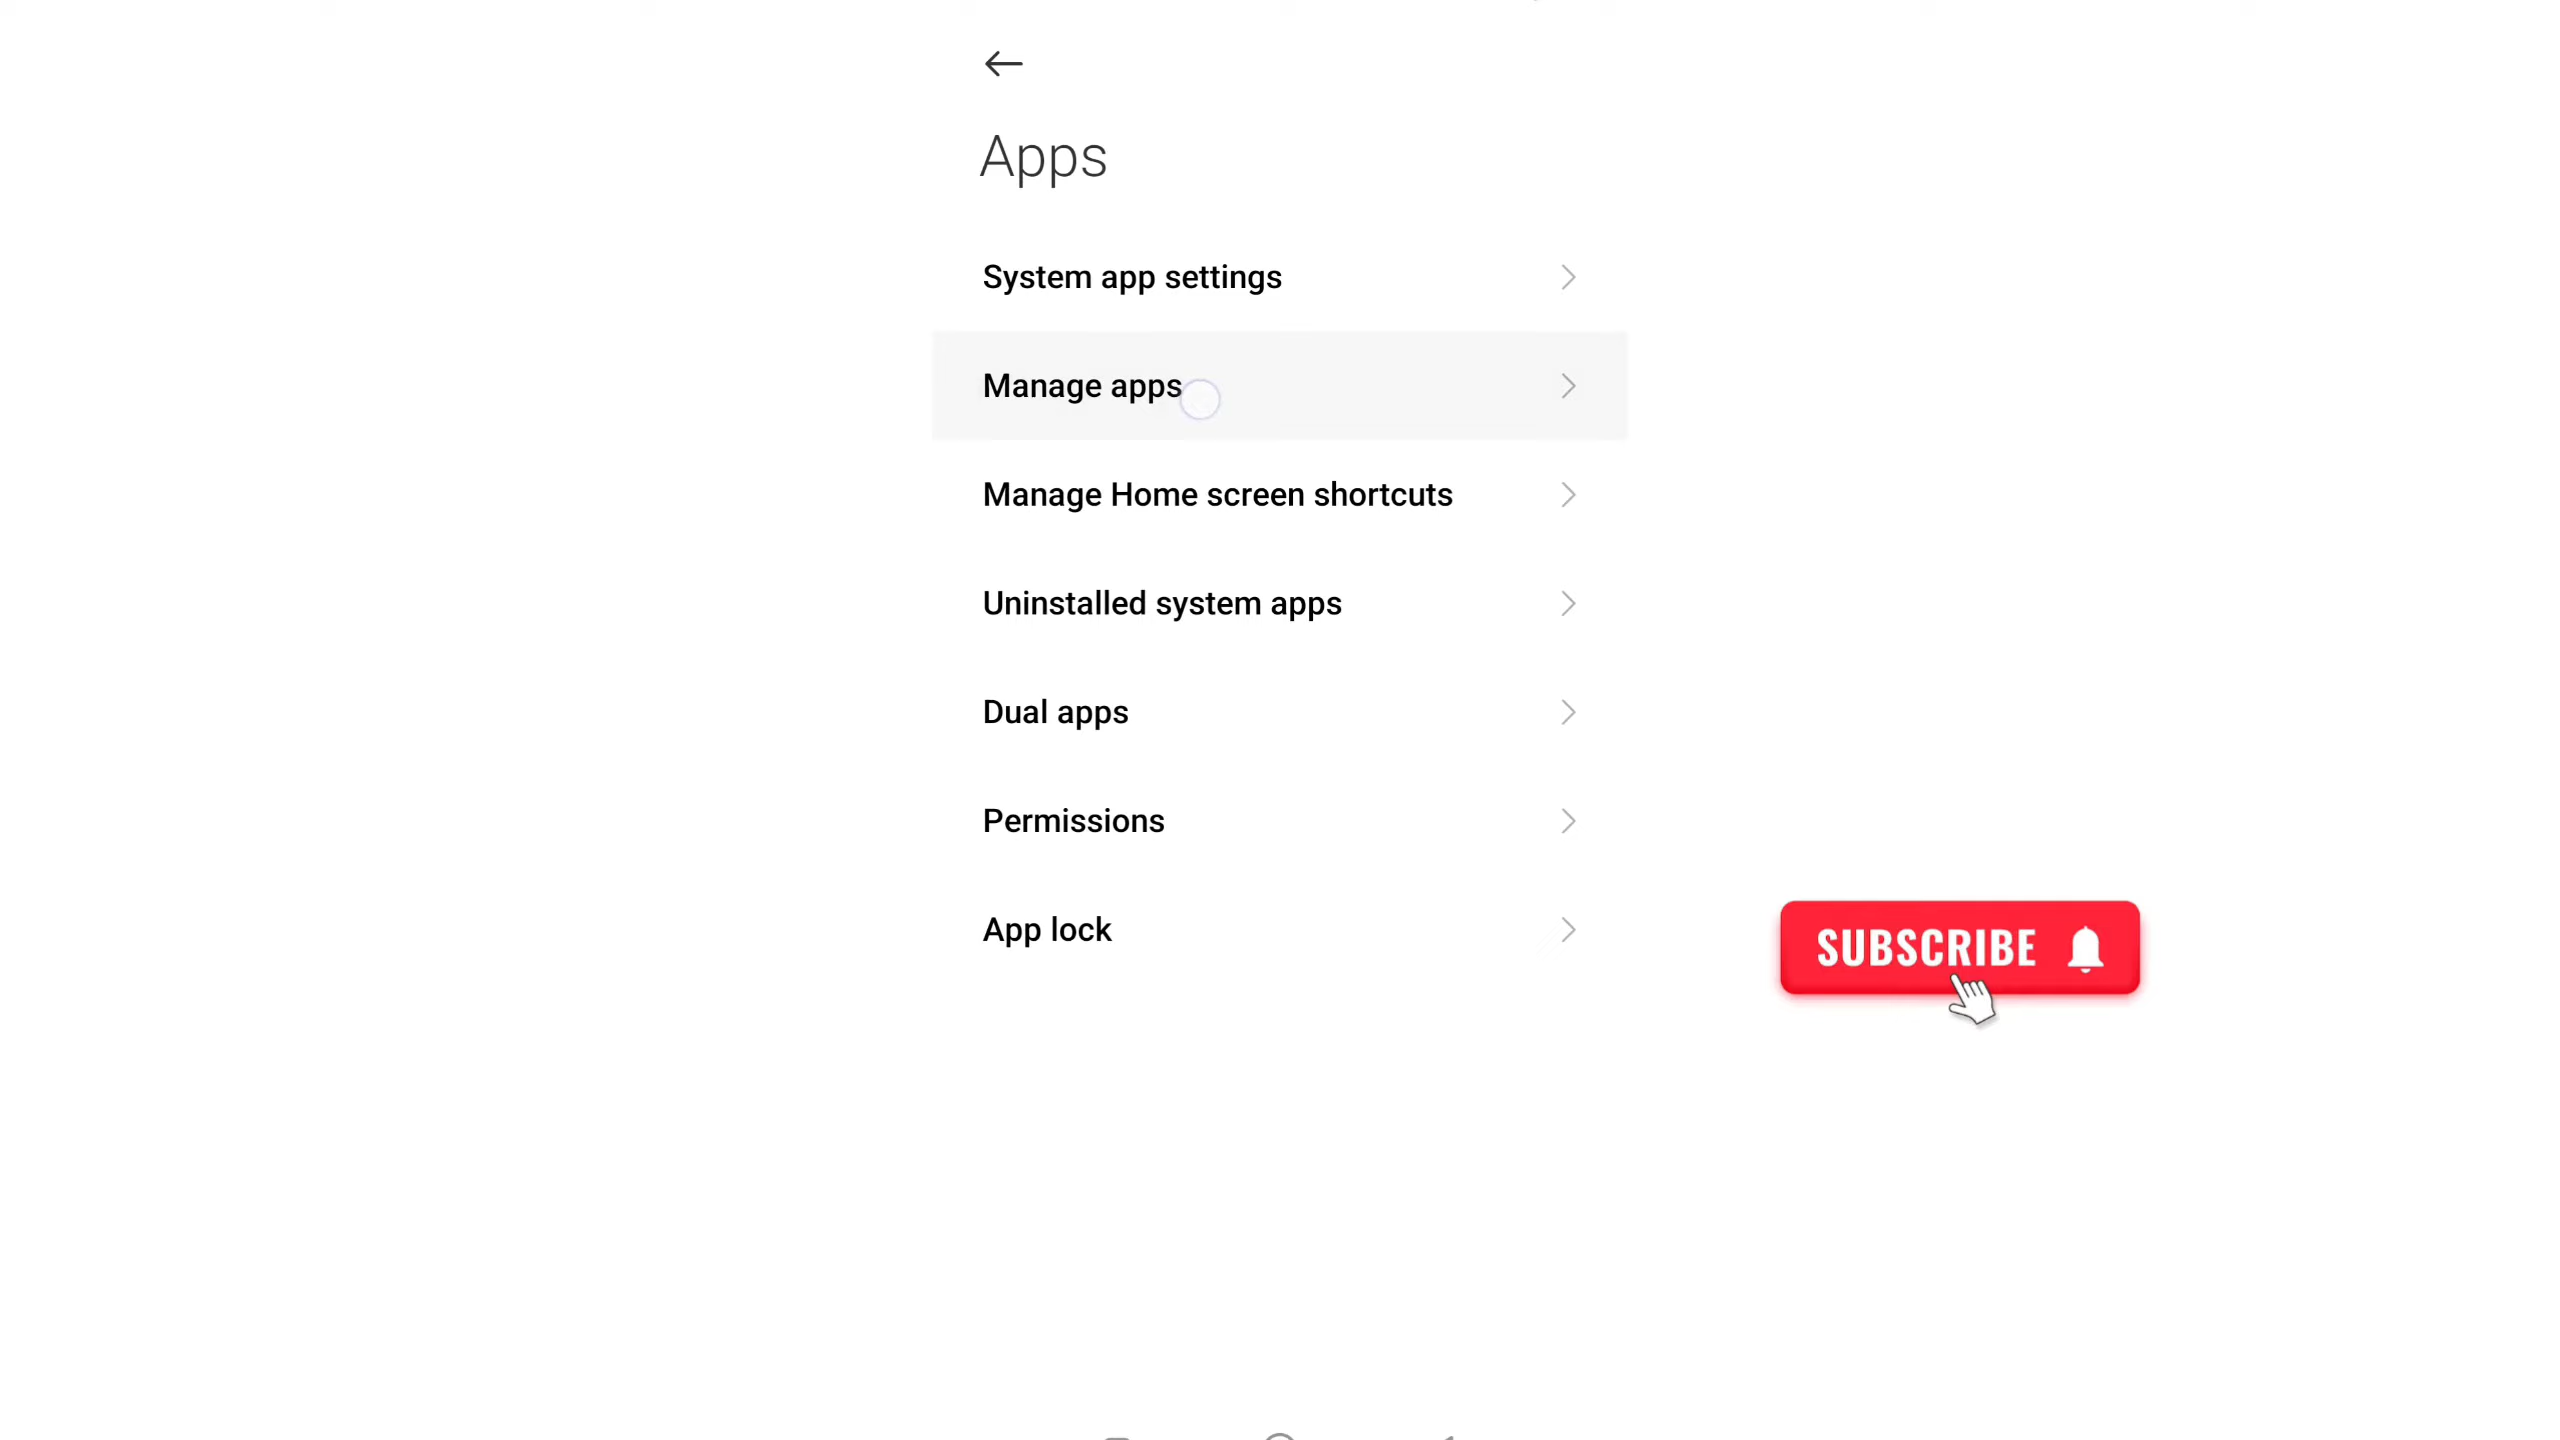 Apps
System app settings
Manage apps
Manage Home screen shortcuts
Uninstalled system apps
Dual apps
Permissions
App lock
SUBSCRIBE